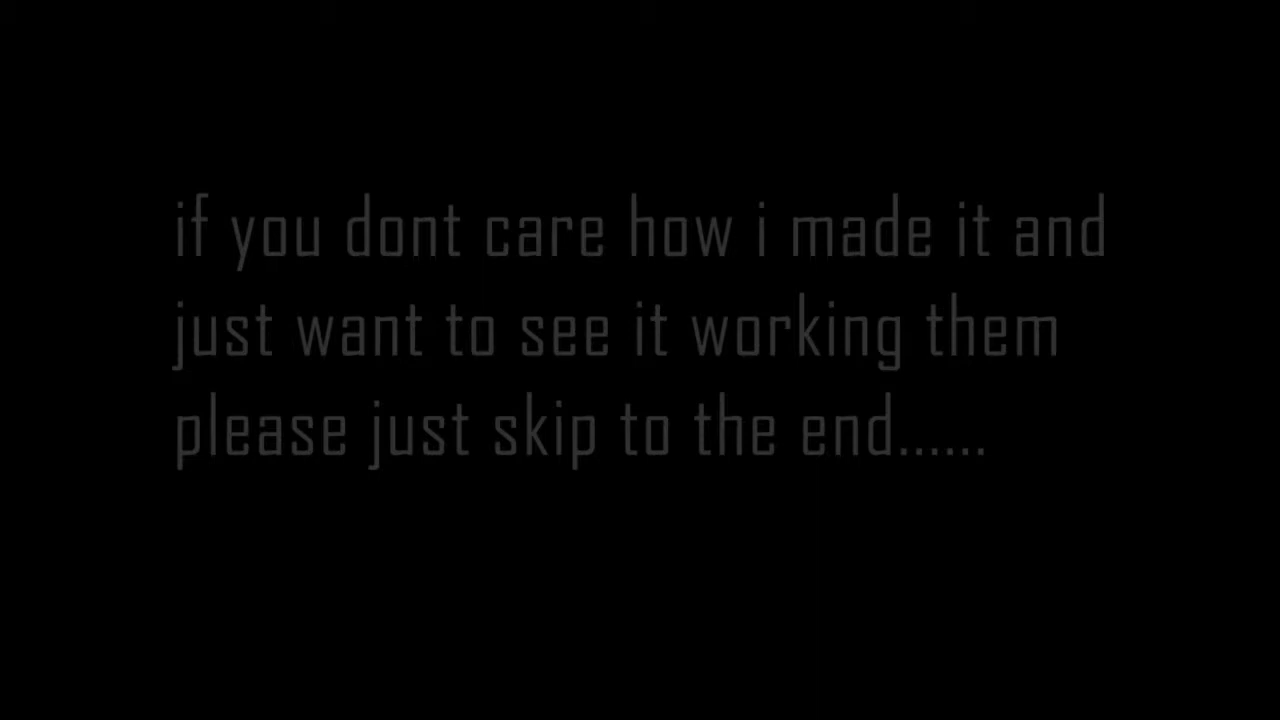 if you dont care how i made it and
just want to see it working them
please just skip to the end......